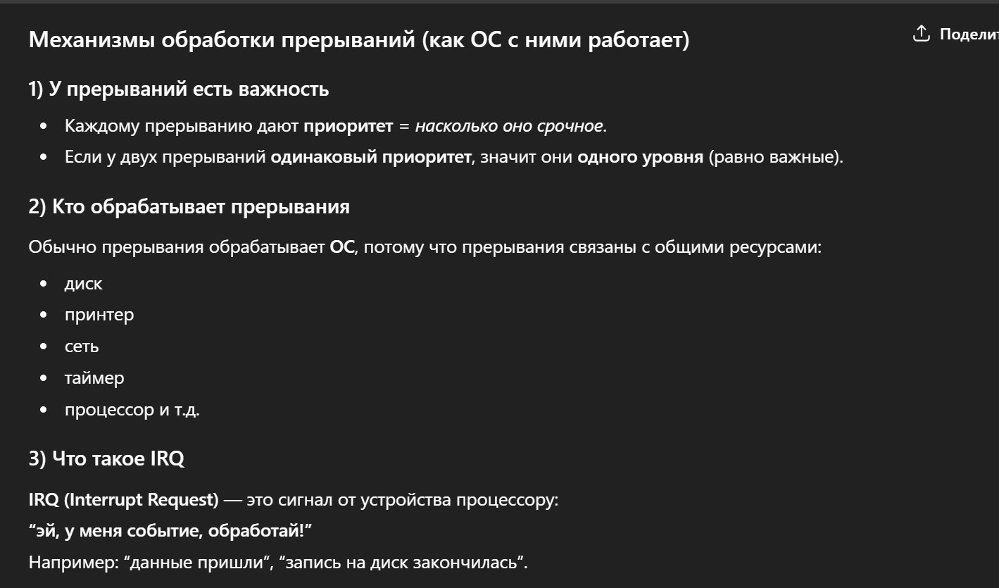 Механизмы обработки прерываний (как ОС с ними работает)
Поделит
1) У прерываний есть важность
• Каждому прерыванию дают приоритет = насколько оно срочное.
• Если у двух прерываний одинаковый приоритет, значит они одного уровня (равно важные).
2) Кто обрабатывает прерывания
Обычно прерывания обрабатывает ОС, потому что прерывания связаны с общими ресурсами:
• диск
• принтер
• сеть
• таймер
• процессор и т.д.
3) Что такое IRQ
IRQ (Interrupt Request) — это сигнал от устройства процессору:
“эй, у меня событие, обработай!”
Например: “данные пришли”, “запись на диск закончилась”.